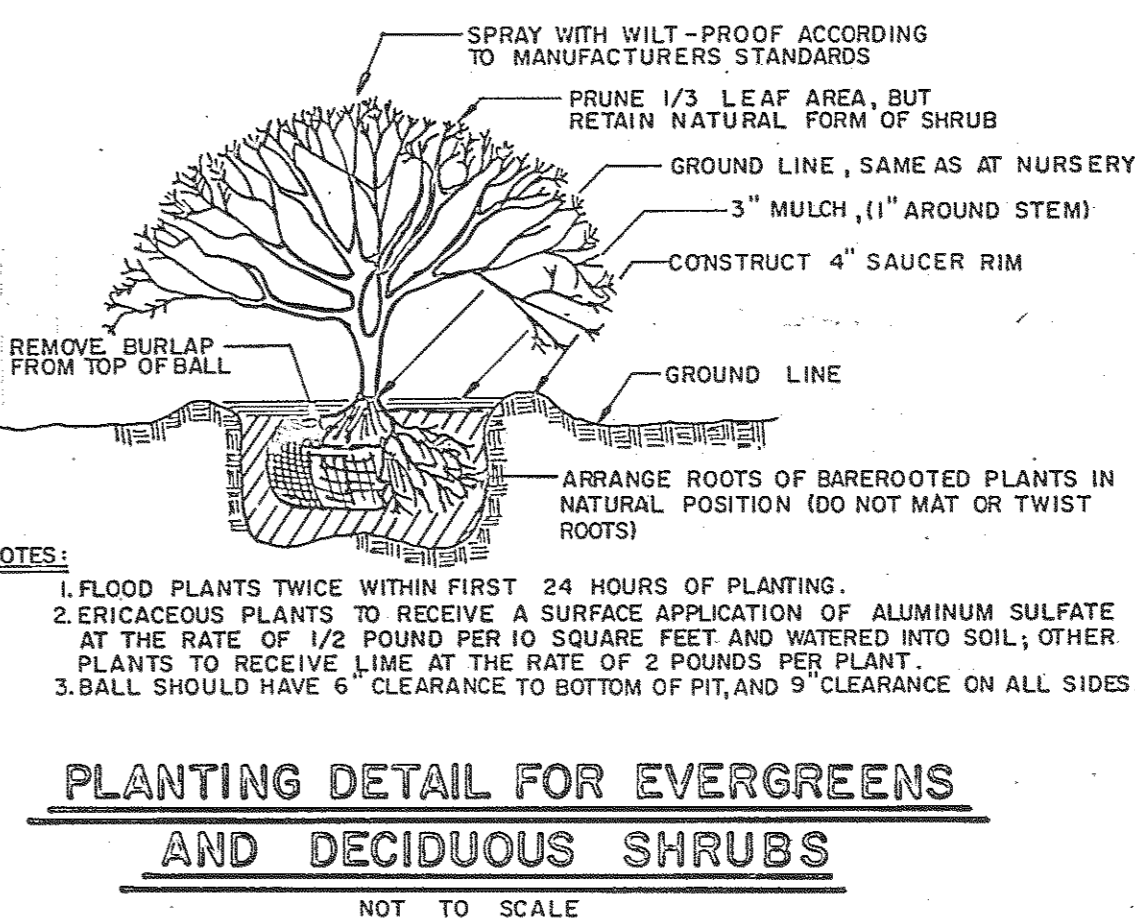 SPRAY WITH WILT-PROOF ACCORDING
TO MANUFACTURERS STANDARDS
PRUNE 1/3 LEAF AREA, BUT
RETAIN NATURAL FORM OF SHRUB
GROUND LINE, SAME AS AT NURSERY
3" MULCH, (1" AROUND STEM)
CONSTRUCT 4" SAUCER RIM
REMOVE BURLAP
FROM TOP OF BALL
GROUND LINE
ARRANGE ROOTS OF BAREROOTED PLANTS IN
NATURAL POSITION (DO NOT MAT OR TWIST
ROOTS)
OTES:
1. FLOOD PLANTS TWICE WITHIN FIRST 24 HOURS OF PLANTING.
2. ERICACEOUS PLANTS TO RECEIVE A SURFACE APPLICATION OF ALUMINUM SULFATE
AT THE RATE OF 1/2 POUND PER 10 SQUARE FEET AND WATERED INTO SOIL; OTHER
PLANTS TO RECEIVE LIME AT THE RATE OF 2 POUNDS PER PLANT.
3. BALL SHOULD HAVE 6" CLEARANCE TO BOTTOM OF PIT, AND 9" CLEARANCE ON ALL SIDES
PLANTING DETAIL FOR EVERGREENS
AND DECIDUOUS SHRUBS
NOT TO SCALE